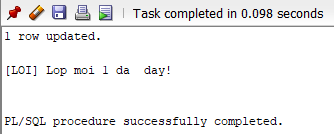 Task completed in 0.098 seconds
1 row updated.
[LOI] Lop moi 1 da  day!
PL/SQL procedure successfully completed.